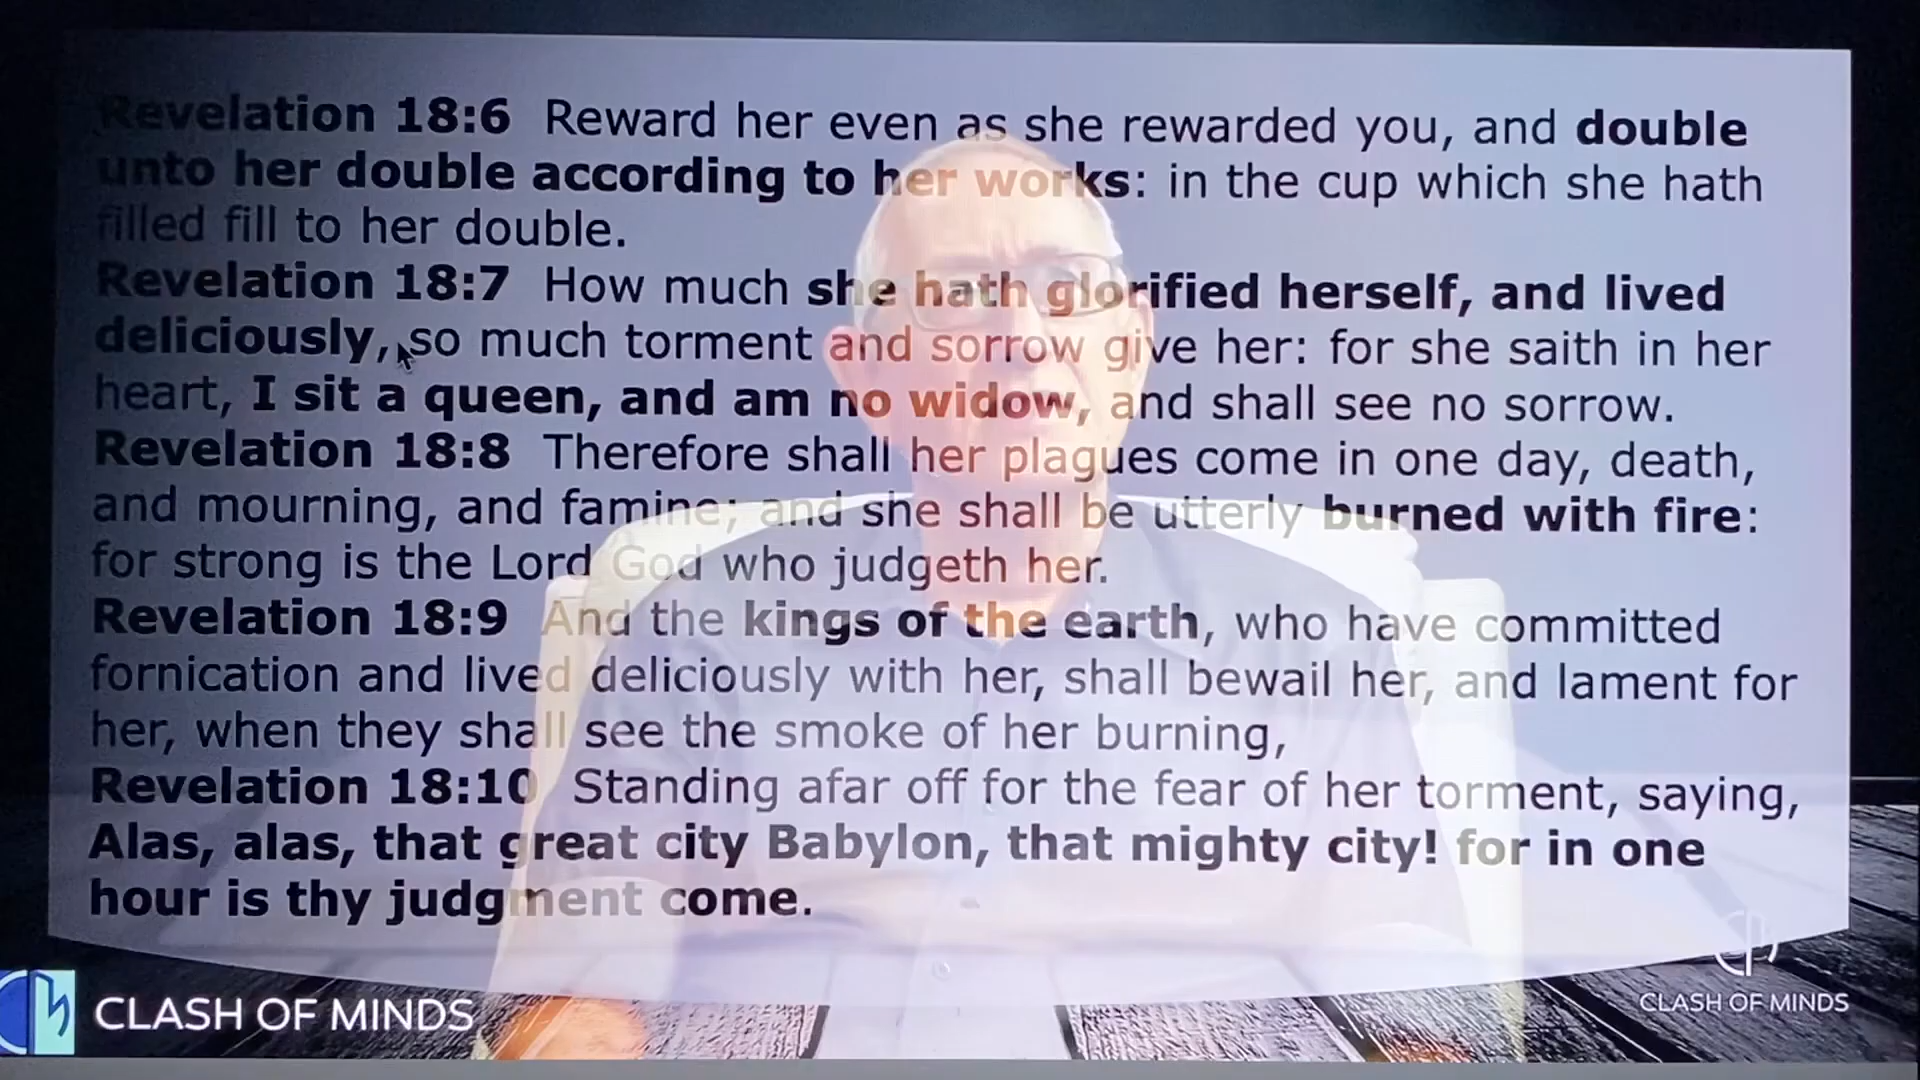 Revelation 18:6 Reward her even as she rewarded you, and double
unto her double according to her works: in the cup which she hath
filled fill to her double.
Revelation 18:7 How much she hath glorified herself, and lived
deliciously, so much torment and sorrow give her: for she saith in her
heart, I sit a queen, and am no widow, and shall see no sorrow.
Revelation 18:8 Therefore shall her plagues come in one day, death,
and mourning, and famine; and she shall be utterly burned with fire:
for strong is the Lord God who judgeth her.
Revelation 18:9 And the kings of the earth, who have committed
fornication and lived deliciously with her, shall bewail her, and lament for
her, when they shall see the smoke of her burning,
Revelation 18:10 Standing afar off for the fear of her torment, saying,
Alas, alas, that great city Babylon, that mighty city! for in one
hour is thy judgment come.
CLASH OF MINDS
CLASH OF MINDS